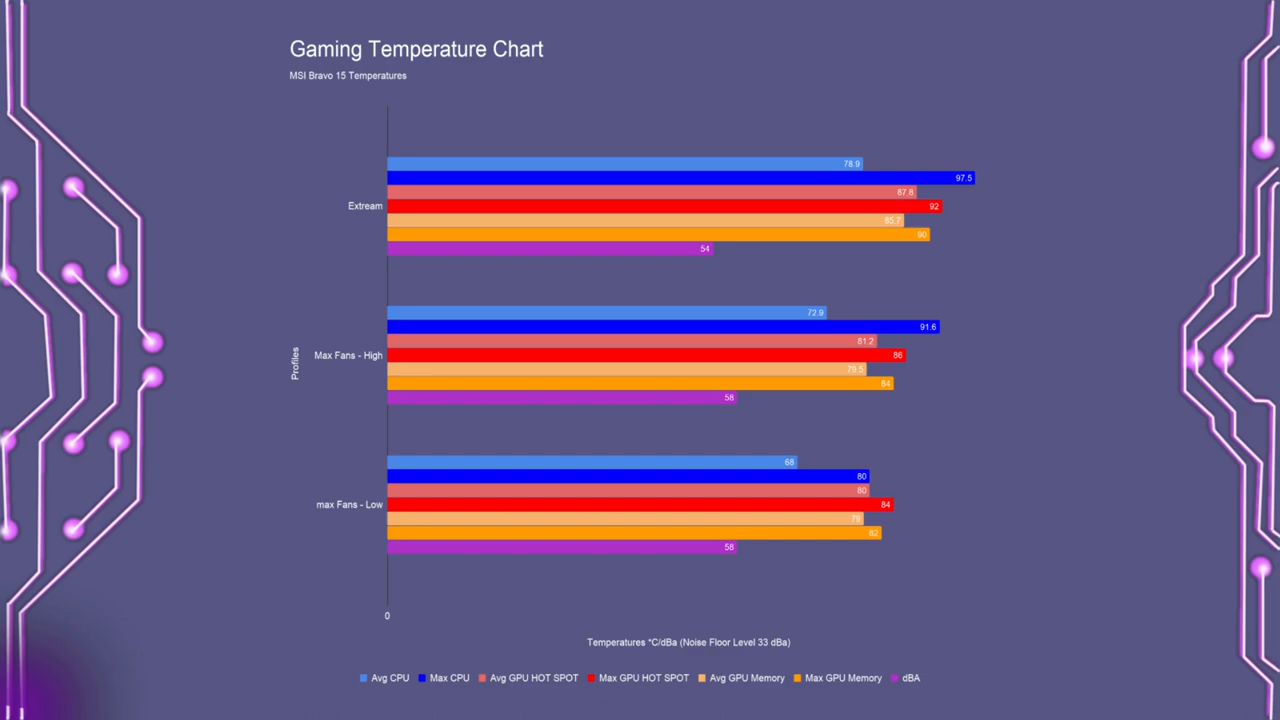 Gaming Temperature Chart
MSI Bravo 15 Temperatures
78.9
97.5
87.8
Extream
92
85.7
90
54
72.9
91.6
81.2
Profiles
Max Fans - High
86
79.5
84
58
68
80
80
max Fans - Low
84
79
82
58
0
Temperatures *C/dBa (Noise Floor Level 33 dBa)
Avg CPU Max CPU Avg GPU HOT SPOT Max GPU HOT SPOT Avg GPU Memory Max GPU Memory dBA